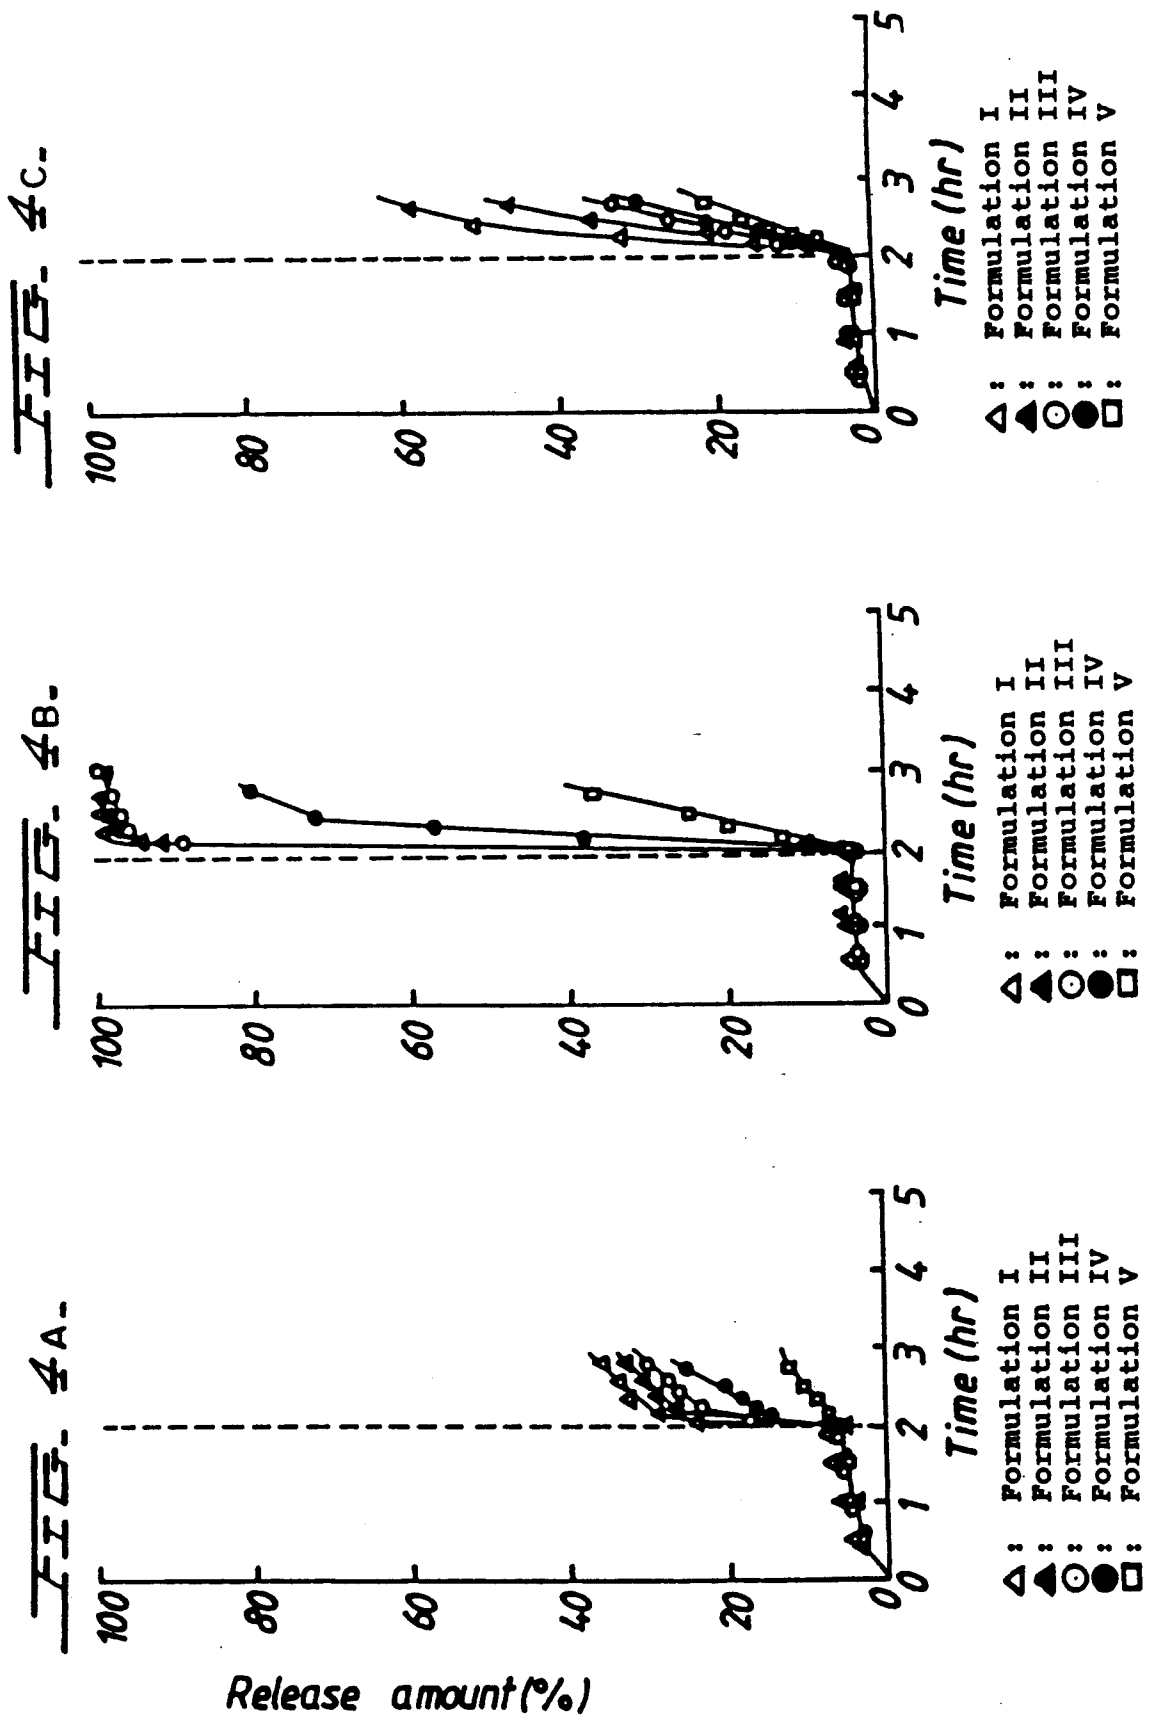 FIG. 4A.
Release amount (%)
100
80
60
40
20
0
0 1 2 3 4 5
Time (hr)
△ : Formulation I
▲ : Formulation II
○ : Formulation III
● : Formulation IV
□ : Formulation V
FIG. 4B.
100
80
60
40
20
0
0 1 2 3 4 5
Time (hr)
△ : Formulation I
▲ : Formulation II
○ : Formulation III
● : Formulation IV
□ : Formulation V
FIG. 4C.
100
80
60
40
20
0
0 1 2 3 4 5
Time (hr)
△ : Formulation I
▲ : Formulation II
○ : Formulation III
● : Formulation IV
□ : Formulation V